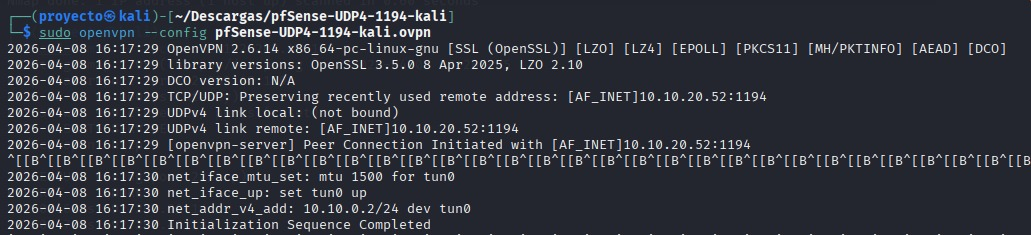 ┌──(proyecto㉿kali)-[~/Descargas/pfSense-UDP4-1194-kali]
└─$ sudo openvpn --config pfSense-UDP4-1194-kali.ovpn
2026-04-08 16:17:29 OpenVPN 2.6.14 x86_64-pc-linux-gnu [SSL (OpenSSL)] [LZO] [LZ4] [EPOLL] [PKCS11] [MH/PKTINFO] [AEAD] [DCO]
2026-04-08 16:17:29 library versions: OpenSSL 3.5.0 8 Apr 2025, LZO 2.10
2026-04-08 16:17:29 DCO version: N/A
2026-04-08 16:17:29 TCP/UDP: Preserving recently used remote address: [AF_INET]10.10.20.52:1194
2026-04-08 16:17:29 UDPv4 link local: (not bound)
2026-04-08 16:17:29 UDPv4 link remote: [AF_INET]10.10.20.52:1194
2026-04-08 16:17:29 [openvpn-server] Peer Connection Initiated with [AF_INET]10.10.20.52:1194
^[[B^[[B^[[B^[[B^[[B^[[B^[[B^[[B^[[B^[[B^[[B^[[B^[[B^[[B^[[B^[[B^[[B^[[B^[[B^[[B^[[B^[[B^[[B^[[B^[[B^[[B^[[B^[[B^[[B^[[B^[[B^[[B
2026-04-08 16:17:30 net_iface_mtu_set: mtu 1500 for tun0
2026-04-08 16:17:30 net_iface_up: set tun0 up
2026-04-08 16:17:30 net_addr_v4_add: 10.10.0.2/24 dev tun0
2026-04-08 16:17:30 Initialization Sequence Completed